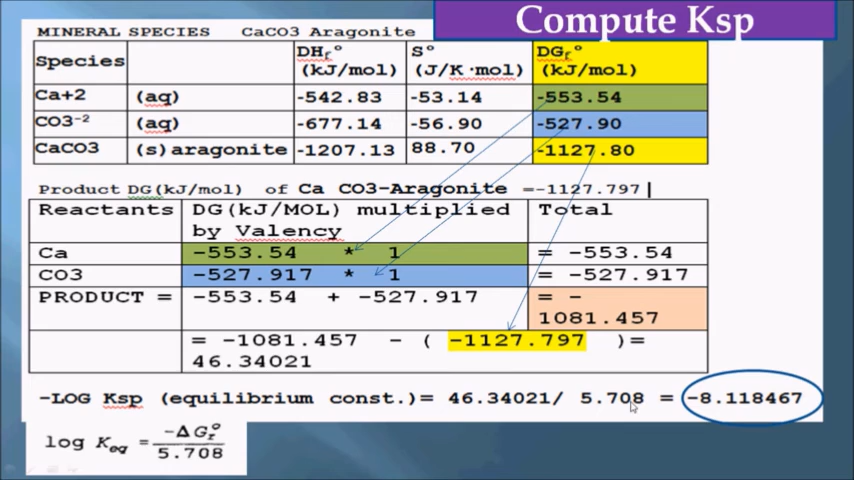 Compute Ksp
MINERAL SPECIES CaCO3 Aragonite
Species DHf° (kJ/mol) S° (J/K·mol) DGf° (kJ/mol)
Ca+2 (aq) -542.83 -53.14 -553.54
CO3-2 (aq) -677.14 -56.90 -527.90
CaCO3 (s)aragonite -1207.13 88.70 -1127.80
Product DG(kJ/mol) of Ca CO3-Aragonite =-1127.797
Reactants DG(kJ/MOL) multiplied by Valency Total
Ca -553.54 * 1 = -553.54
CO3 -527.917 * 1 = -527.917
PRODUCT = -553.54 + -527.917 = -1081.457
= -1081.457 - ( -1127.797 )=
46.34021
-LOG Ksp (equilibrium const.)= 46.34021/ 5.708 = -8.118467
log Keq = -ΔG°r / 5.708